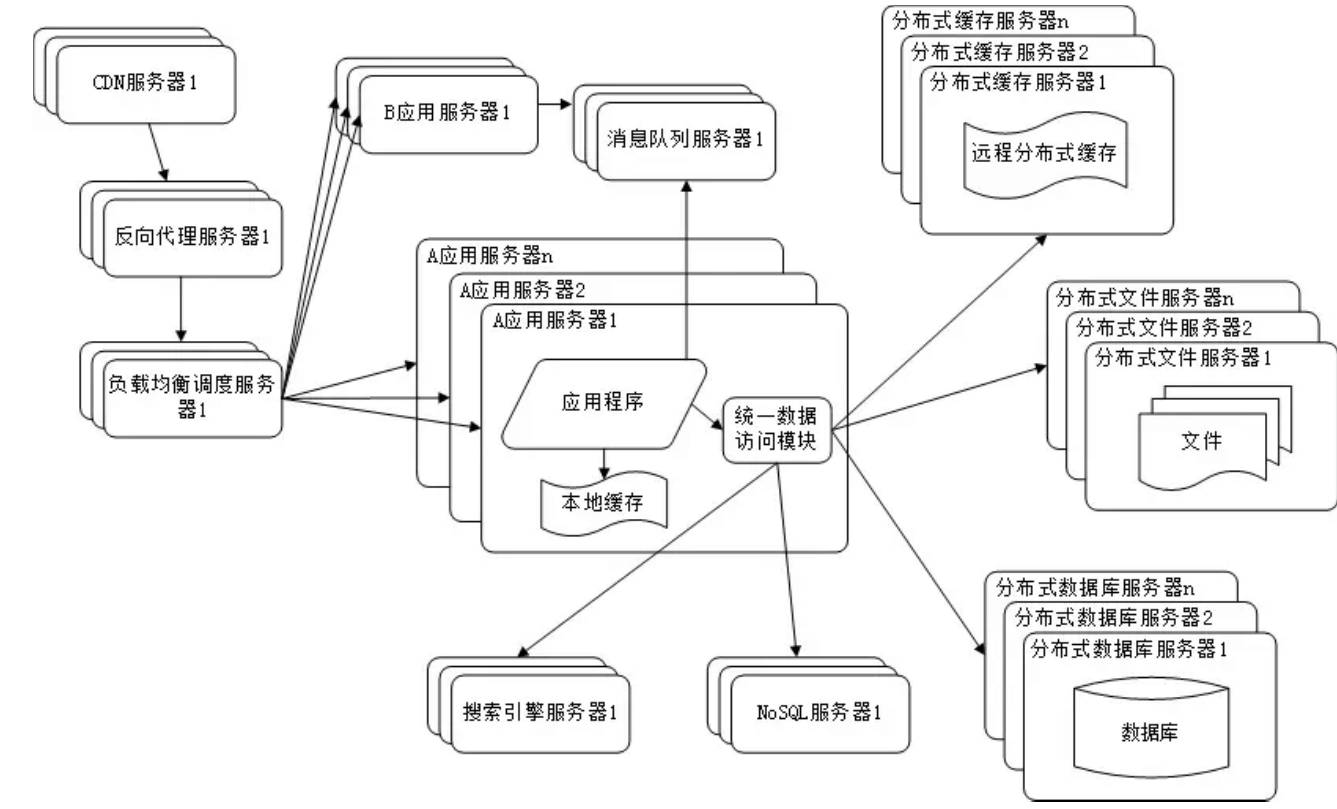 CDN服务器1
反向代理服务器1
负载均衡调度服务
器1
B应用服务器1
消息队列服务器1
A应用服务器n
A应用服务器2
A应用服务器1
应用程序
本地缓存
统一数据
访问模块
分布式缓存服务器n
分布式缓存服务器2
分布式缓存服务器1
远程分布式缓存
分布式文件服务器n
分布式文件服务器2
分布式文件服务器1
文件
分布式数据库服务器n
分布式数据库服务器2
分布式数据库服务器1
数据库
搜索引擎服务器1
NoSQL服务器1